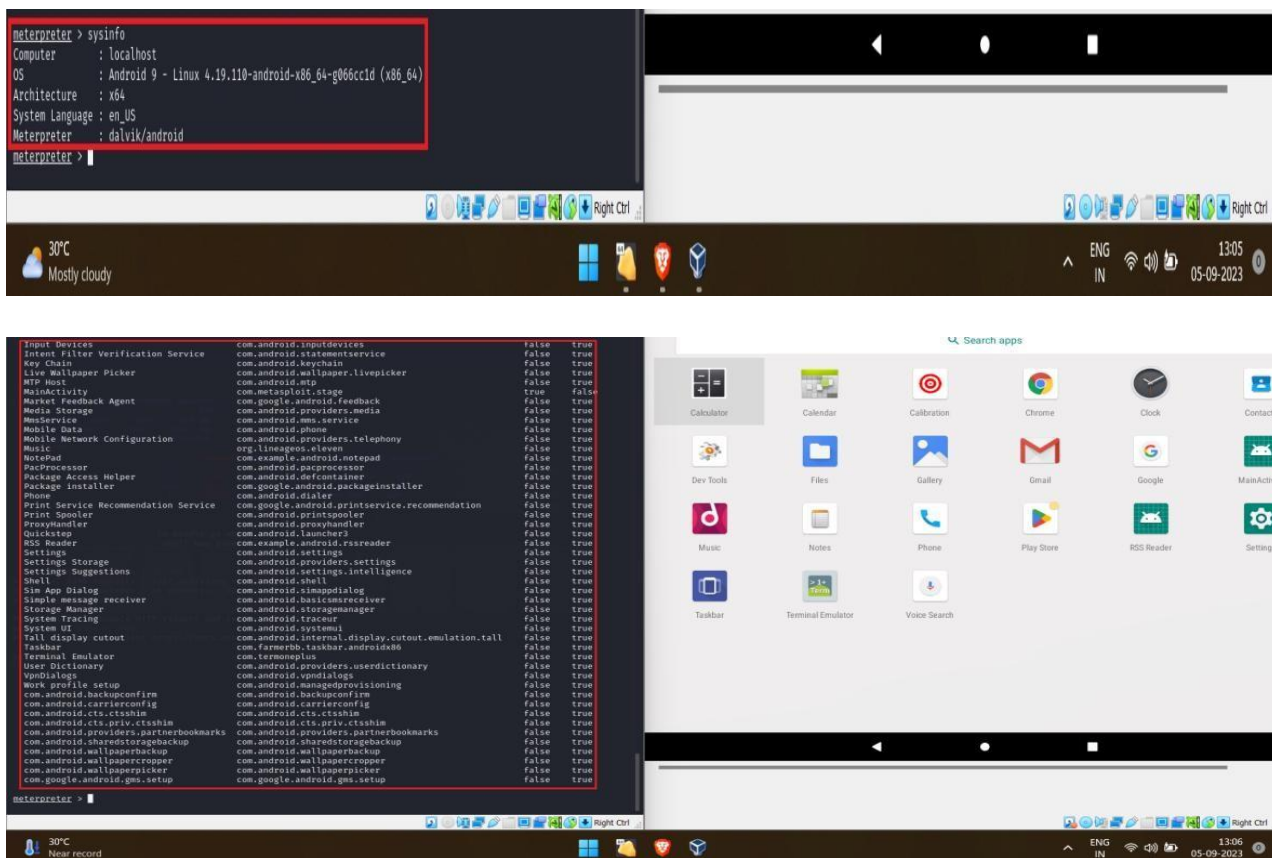 meterpreter > sysinfo
Computer : localhost
OS : Android 9 - Linux 4.19.110-android-x86_64-g066cc1d (x86_64)
Architecture : x64
System Language : en_US
Meterpreter : dalvik/android
meterpreter >
Right Ctrl
Right Ctrl
30°C
Mostly cloudy
ENG
IN
13:05
05-09-2023
Input Devices com.android.inputdevices false true
Intent Filter Verification Service com.android.statementservice false true
Key Chain com.android.keychain false true
Live Wallpaper Picker com.android.wallpaper.livepicker false true
MTP Host com.android.mtp false true
MainActivity com.metasploit.stage true false
Market Feedback Agent com.google.android.feedback false true
Media Storage com.android.providers.media false true
MmsService com.android.mms.service false true
Mobile Data com.android.phone false true
Mobile Network Configuration com.android.providers.telephony false true
Music org.lineageos.eleven false true
NotePad com.example.android.notepad false true
PacProcessor com.android.pacprocessor false true
Package Access Helper com.android.defcontainer false true
Package installer com.google.android.packageinstaller false true
Phone com.android.dialer false true
Print Service Recommendation Service com.google.android.printservice.recommendation false true
Print Spooler com.android.printspooler false true
ProxyHandler com.android.proxyhandler false true
Quickstep com.android.launcher3 false true
RSS Reader com.example.android.rssreader false true
Settings com.android.settings false true
Settings Storage com.android.providers.settings false true
Settings Suggestions com.android.settings.intelligence false true
Shell com.android.shell false true
Sim App Dialog com.android.simappdialog false true
Simple message receiver com.android.basicsmsreceiver false true
Storage Manager com.android.storagemanager false true
System Tracing com.android.traceur false true
System UI com.android.systemui false true
Tall display cutout com.android.internal.display.cutout.emulation.tall false true
Taskbar com.farmerbb.taskbar.androidx86 false true
Terminal Emulator com.termoneplus false true
User Dictionary com.android.providers.userdictionary false true
VpnDialogs com.android.vpndialogs false true
Work profile setup com.android.managedprovisioning false true
com.android.backupconfirm com.android.backupconfirm false true
com.android.carrierconfig com.android.carrierconfig false true
com.android.cts.ctsshim com.android.cts.ctsshim false true
com.android.cts.priv.ctsshim com.android.cts.priv.ctsshim false true
com.android.providers.partnerbookmarks com.android.providers.partnerbookmarks false true
com.android.sharedstoragebackup com.android.sharedstoragebackup false true
com.android.wallpaperbackup com.android.wallpaperbackup false true
com.android.wallpapercropper com.android.wallpapercropper false true
com.android.wallpaperpicker com.android.wallpaperpicker false true
com.google.android.gms.setup com.google.android.gms.setup false true
meterpreter >
Search apps
Calculator Calendar Calibration Chrome Clock Contact
Dev Tools Files Gallery Gmail Google MainActiv
Music Notes Phone Play Store RSS Reader Setting
Taskbar Terminal Emulator Voice Search
Right Ctrl
Right Ctrl
30°C
Near record
ENG
IN
13:06
05-09-2023